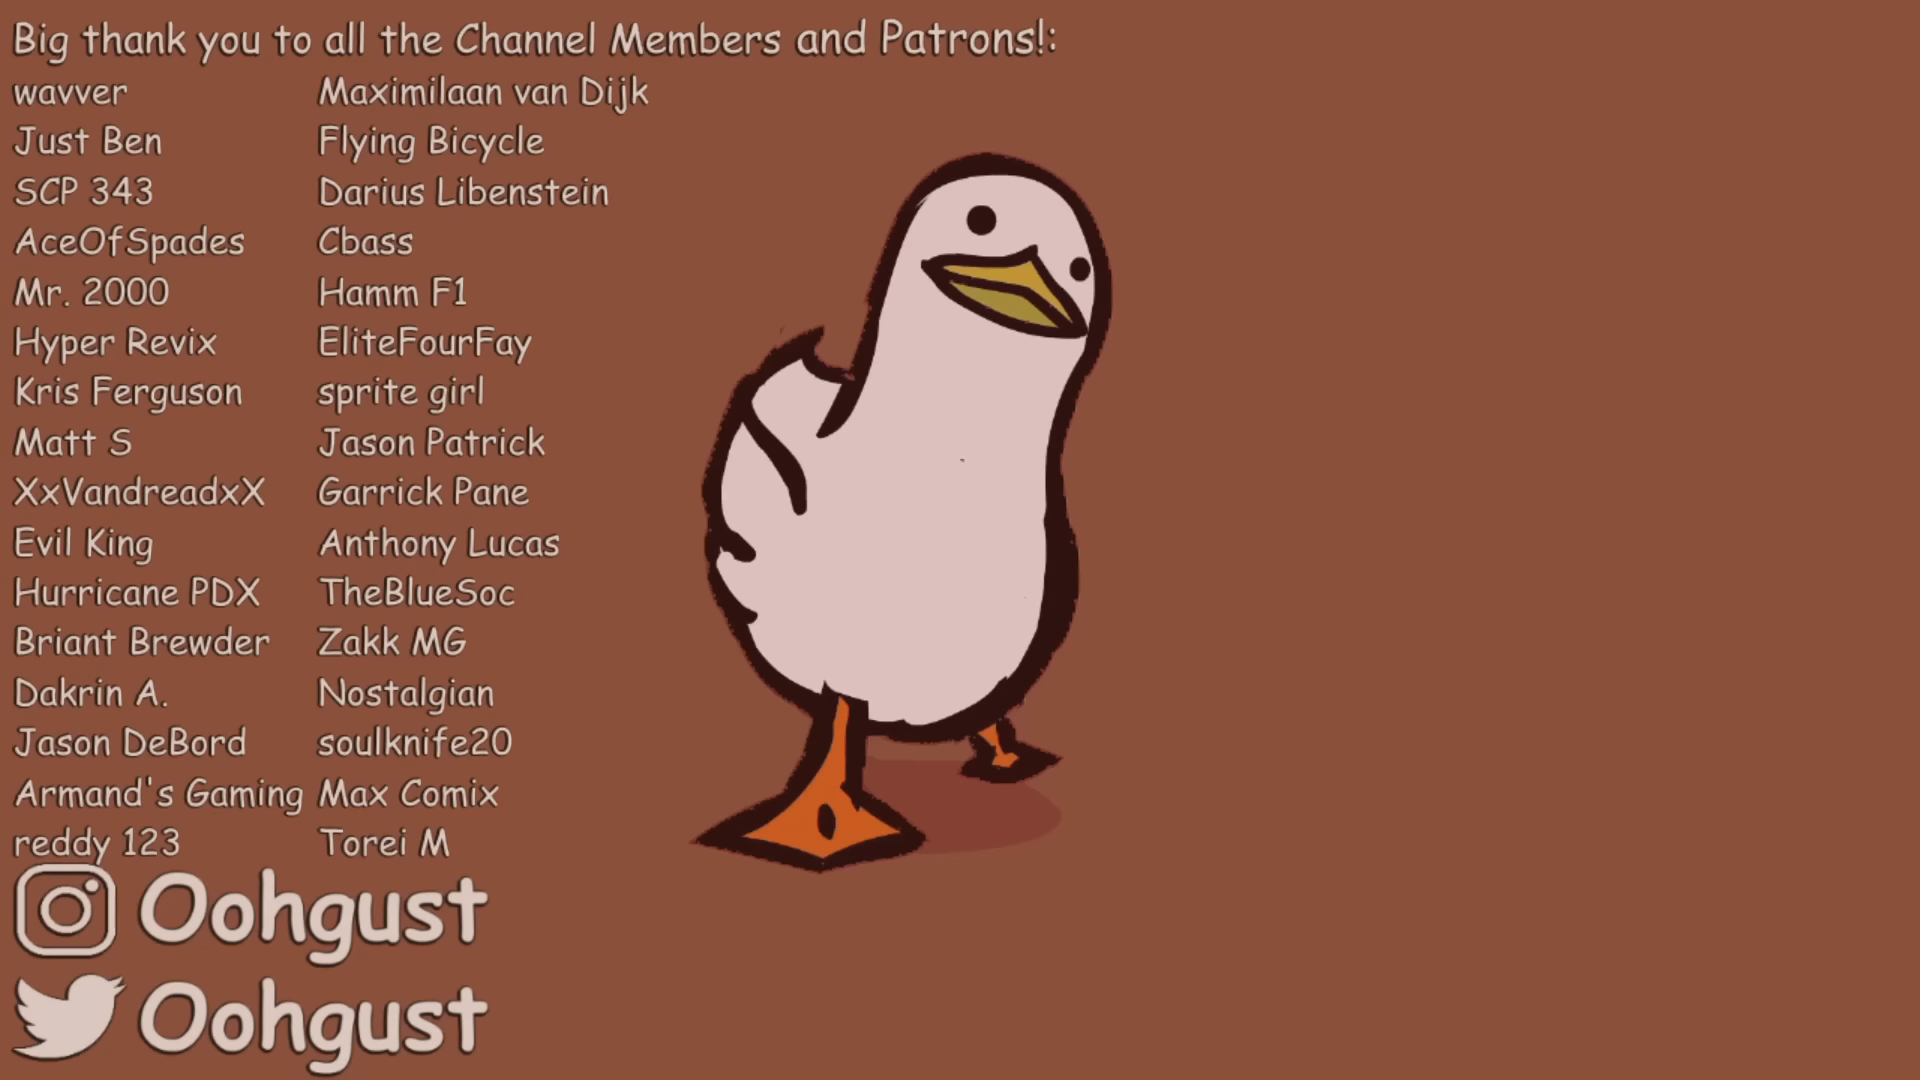 Big thank you to all the Channel Members and Patrons!:
wavver
Just Ben
SCP 343
AceOfSpades
Mr. 2000
Hyper Revix
Kris Ferguson
Matt S
XxVandreadxX
Evil King
Hurricane PDX
Briant Brewder
Dakrin A.
Jason DeBord
Armand's Gaming
reddy 123
Maximilaan van Dijk
Flying Bicycle
Darius Libenstein
Cbass
Hamm F1
EliteFourFay
sprite girl
Jason Patrick
Garrick Pane
Anthony Lucas
TheBlueSoc
Zakk MG
Nostalgian
soulknife20
Max Comix
Torei M
Oohgust
Oohgust